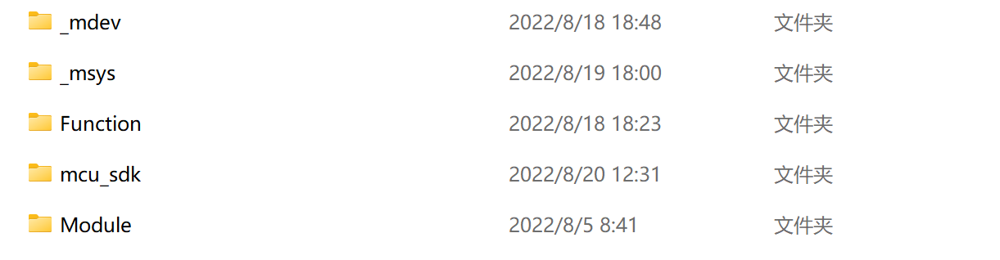 _mdev 2022/8/18 18:48 文件夹
_msys 2022/8/19 18:00 文件夹
Function 2022/8/18 18:23 文件夹
mcu_sdk 2022/8/20 12:31 文件夹
Module 2022/8/5 8:41 文件夹